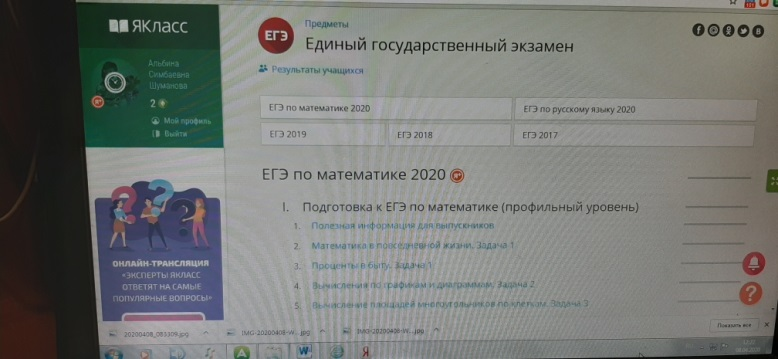 ЯКласс
Альбина
Симбаевна
Шуманова
2
Мой профиль
Выйти
Предметы
ЕГЭ
Единый государственный экзамен
Результаты учащихся
ЕГЭ по математике 2020
ЕГЭ по русскому языку 2020
ЕГЭ 2019
ЕГЭ 2018
ЕГЭ 2017
ЕГЭ по математике 2020
I. Подготовка к ЕГЭ по математике (профильный уровень)
1. Полезная информация для выпускников
2. Математика в повседневной жизни. Задача 1
3. Проценты в быту. Задача 1
4. Вычисления по графикам и диаграммам. Задача 2
5. Вычисление площадей многоугольников по клеткам. Задача 3
ОНЛАЙН-ТРАНСЛЯЦИЯ
«ЭКСПЕРТЫ ЯКЛАСС
ОТВЕТЯТ НА САМЫЕ
ПОПУЛЯРНЫЕ ВОПРОСЫ»
20200408_083309.jpg
IMG-20200408-W....jpg
IMG-20200408-W....jpg
Показать все